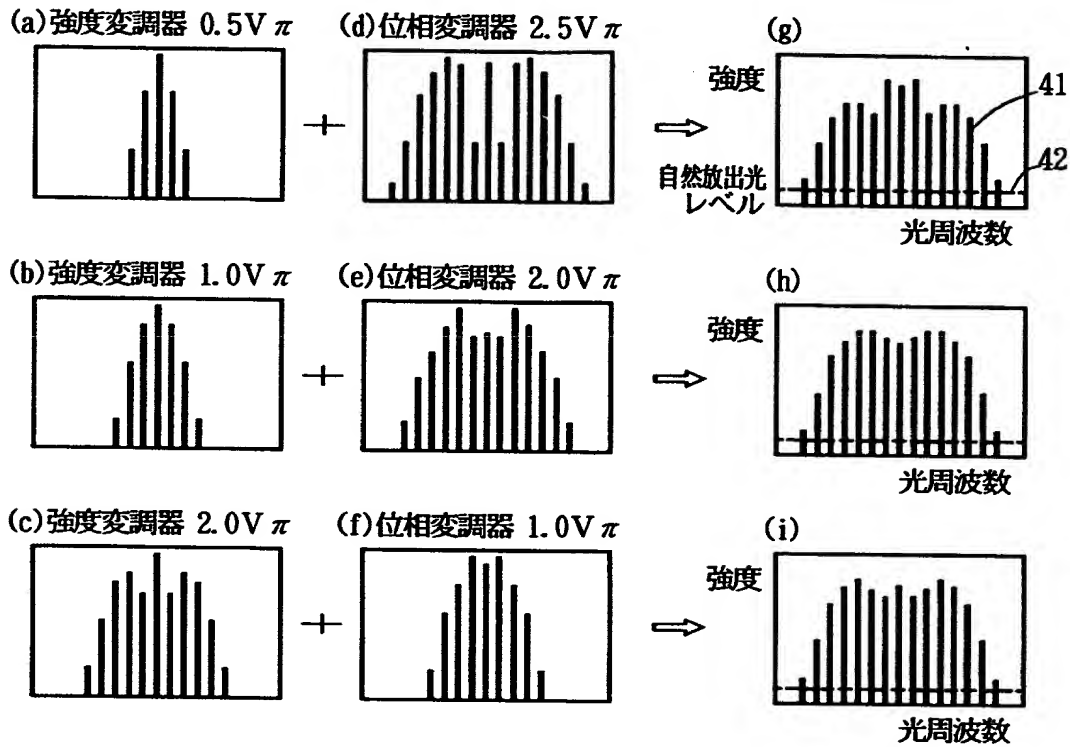 (a)強度変調器 0.5Vπ
(d)位相変調器 2.5Vπ
(g)
強度
41
42
自然放出光
レベル
光周波数
(b)強度変調器 1.0Vπ
(e)位相変調器 2.0Vπ
(h)
強度
光周波数
(c)強度変調器 2.0Vπ
(f)位相変調器 1.0Vπ
(i)
強度
光周波数